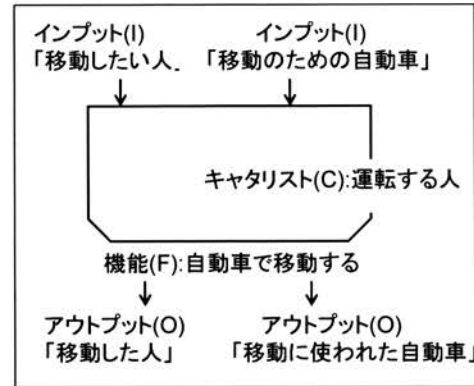 インプット(I)
「移動したい人
インプット(I)
「移動のための自動車」
キャタリスト(C):運転する人
機能(F):自動車で移動する
アウトプット(O)
「移動した人」
アウトプット(O)
「移動に使われた自動車」